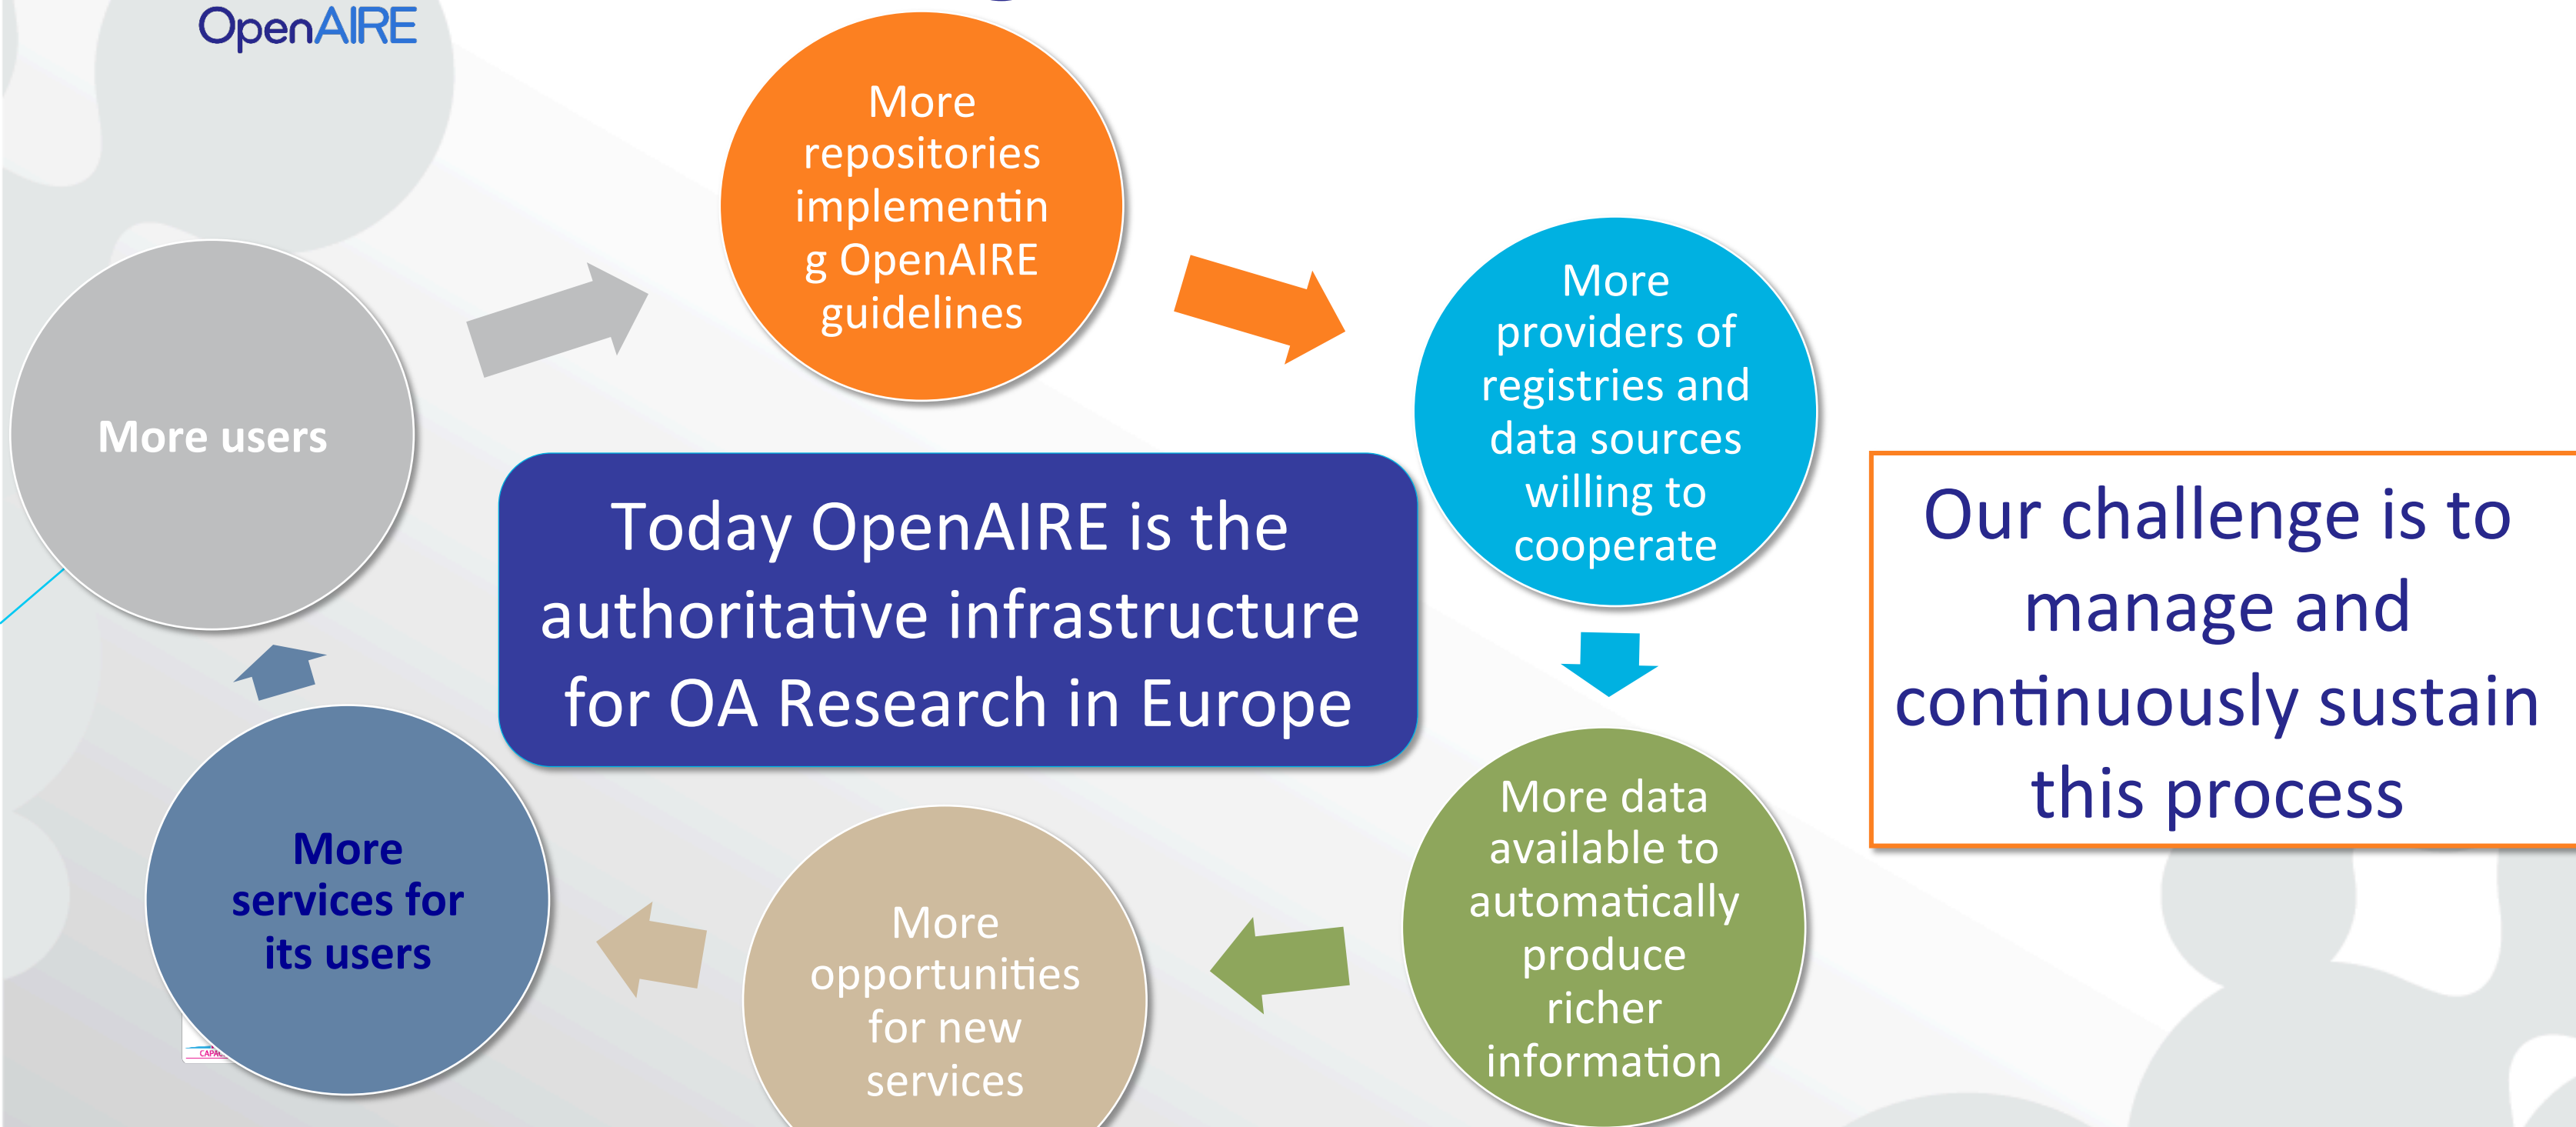 OpenAIRE
More
repositories
implementin
g OpenAIRE
guidelines
More
providers of
registries and
data sources
willing to
cooperate
More users
Today OpenAIRE is the
authoritative infrastructure
for OA Research in Europe
Our challenge is to
manage and
continuously sustain
this process
More data
available to
automatically
produce
richer
information
More
opportunities
for new
services
More
services for
its users